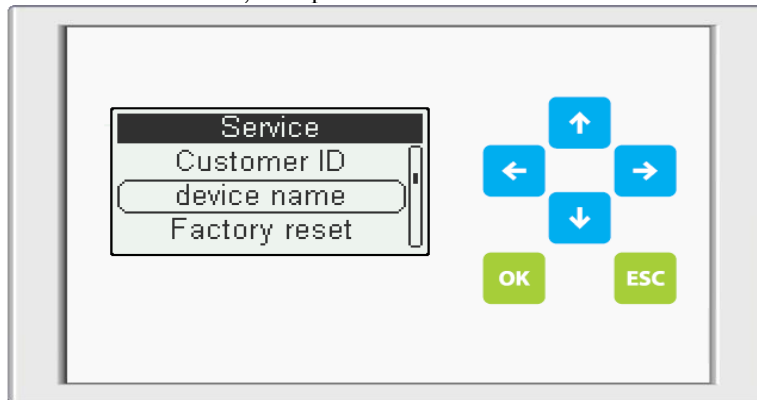 Service
Customer ID
device name
Factory reset
OK
ESC